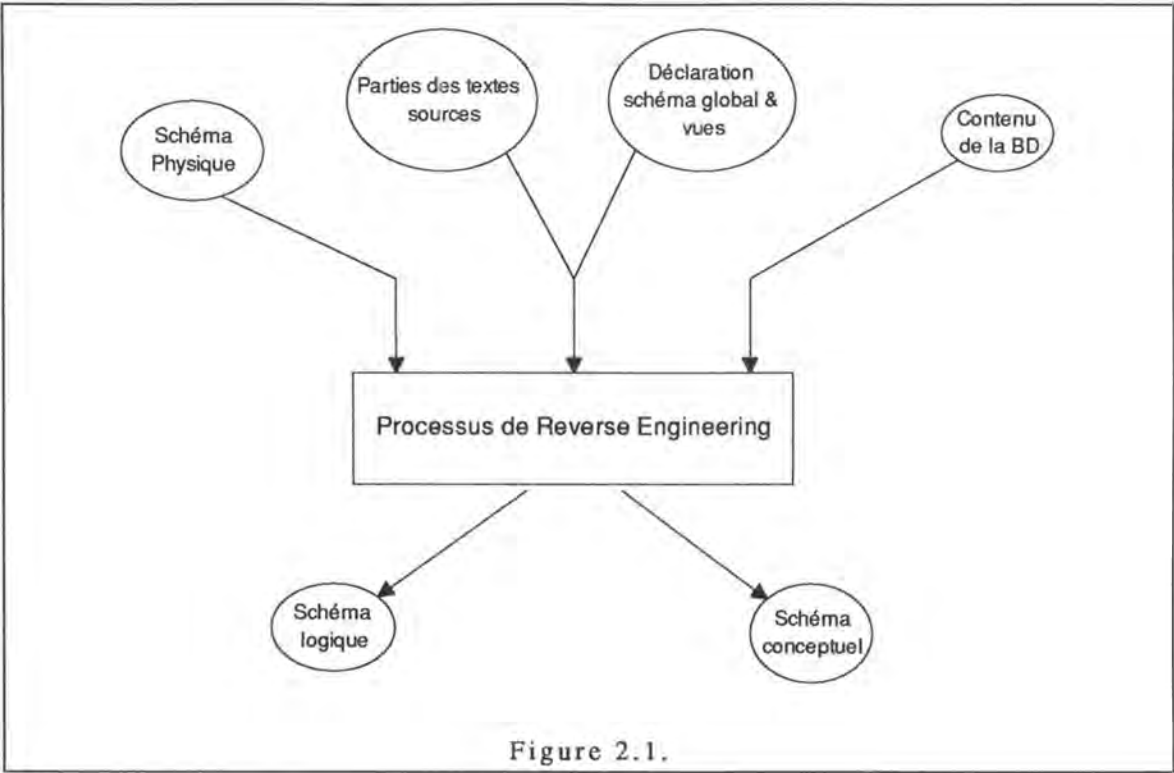 Schéma
Physique
Parties des textes
sources
Déclaration
schéma global &
vues
Contenu
de la BD
Processus de Reverse Engineering
Schéma
logique
Schéma
conceptuel
Figure 2.1.